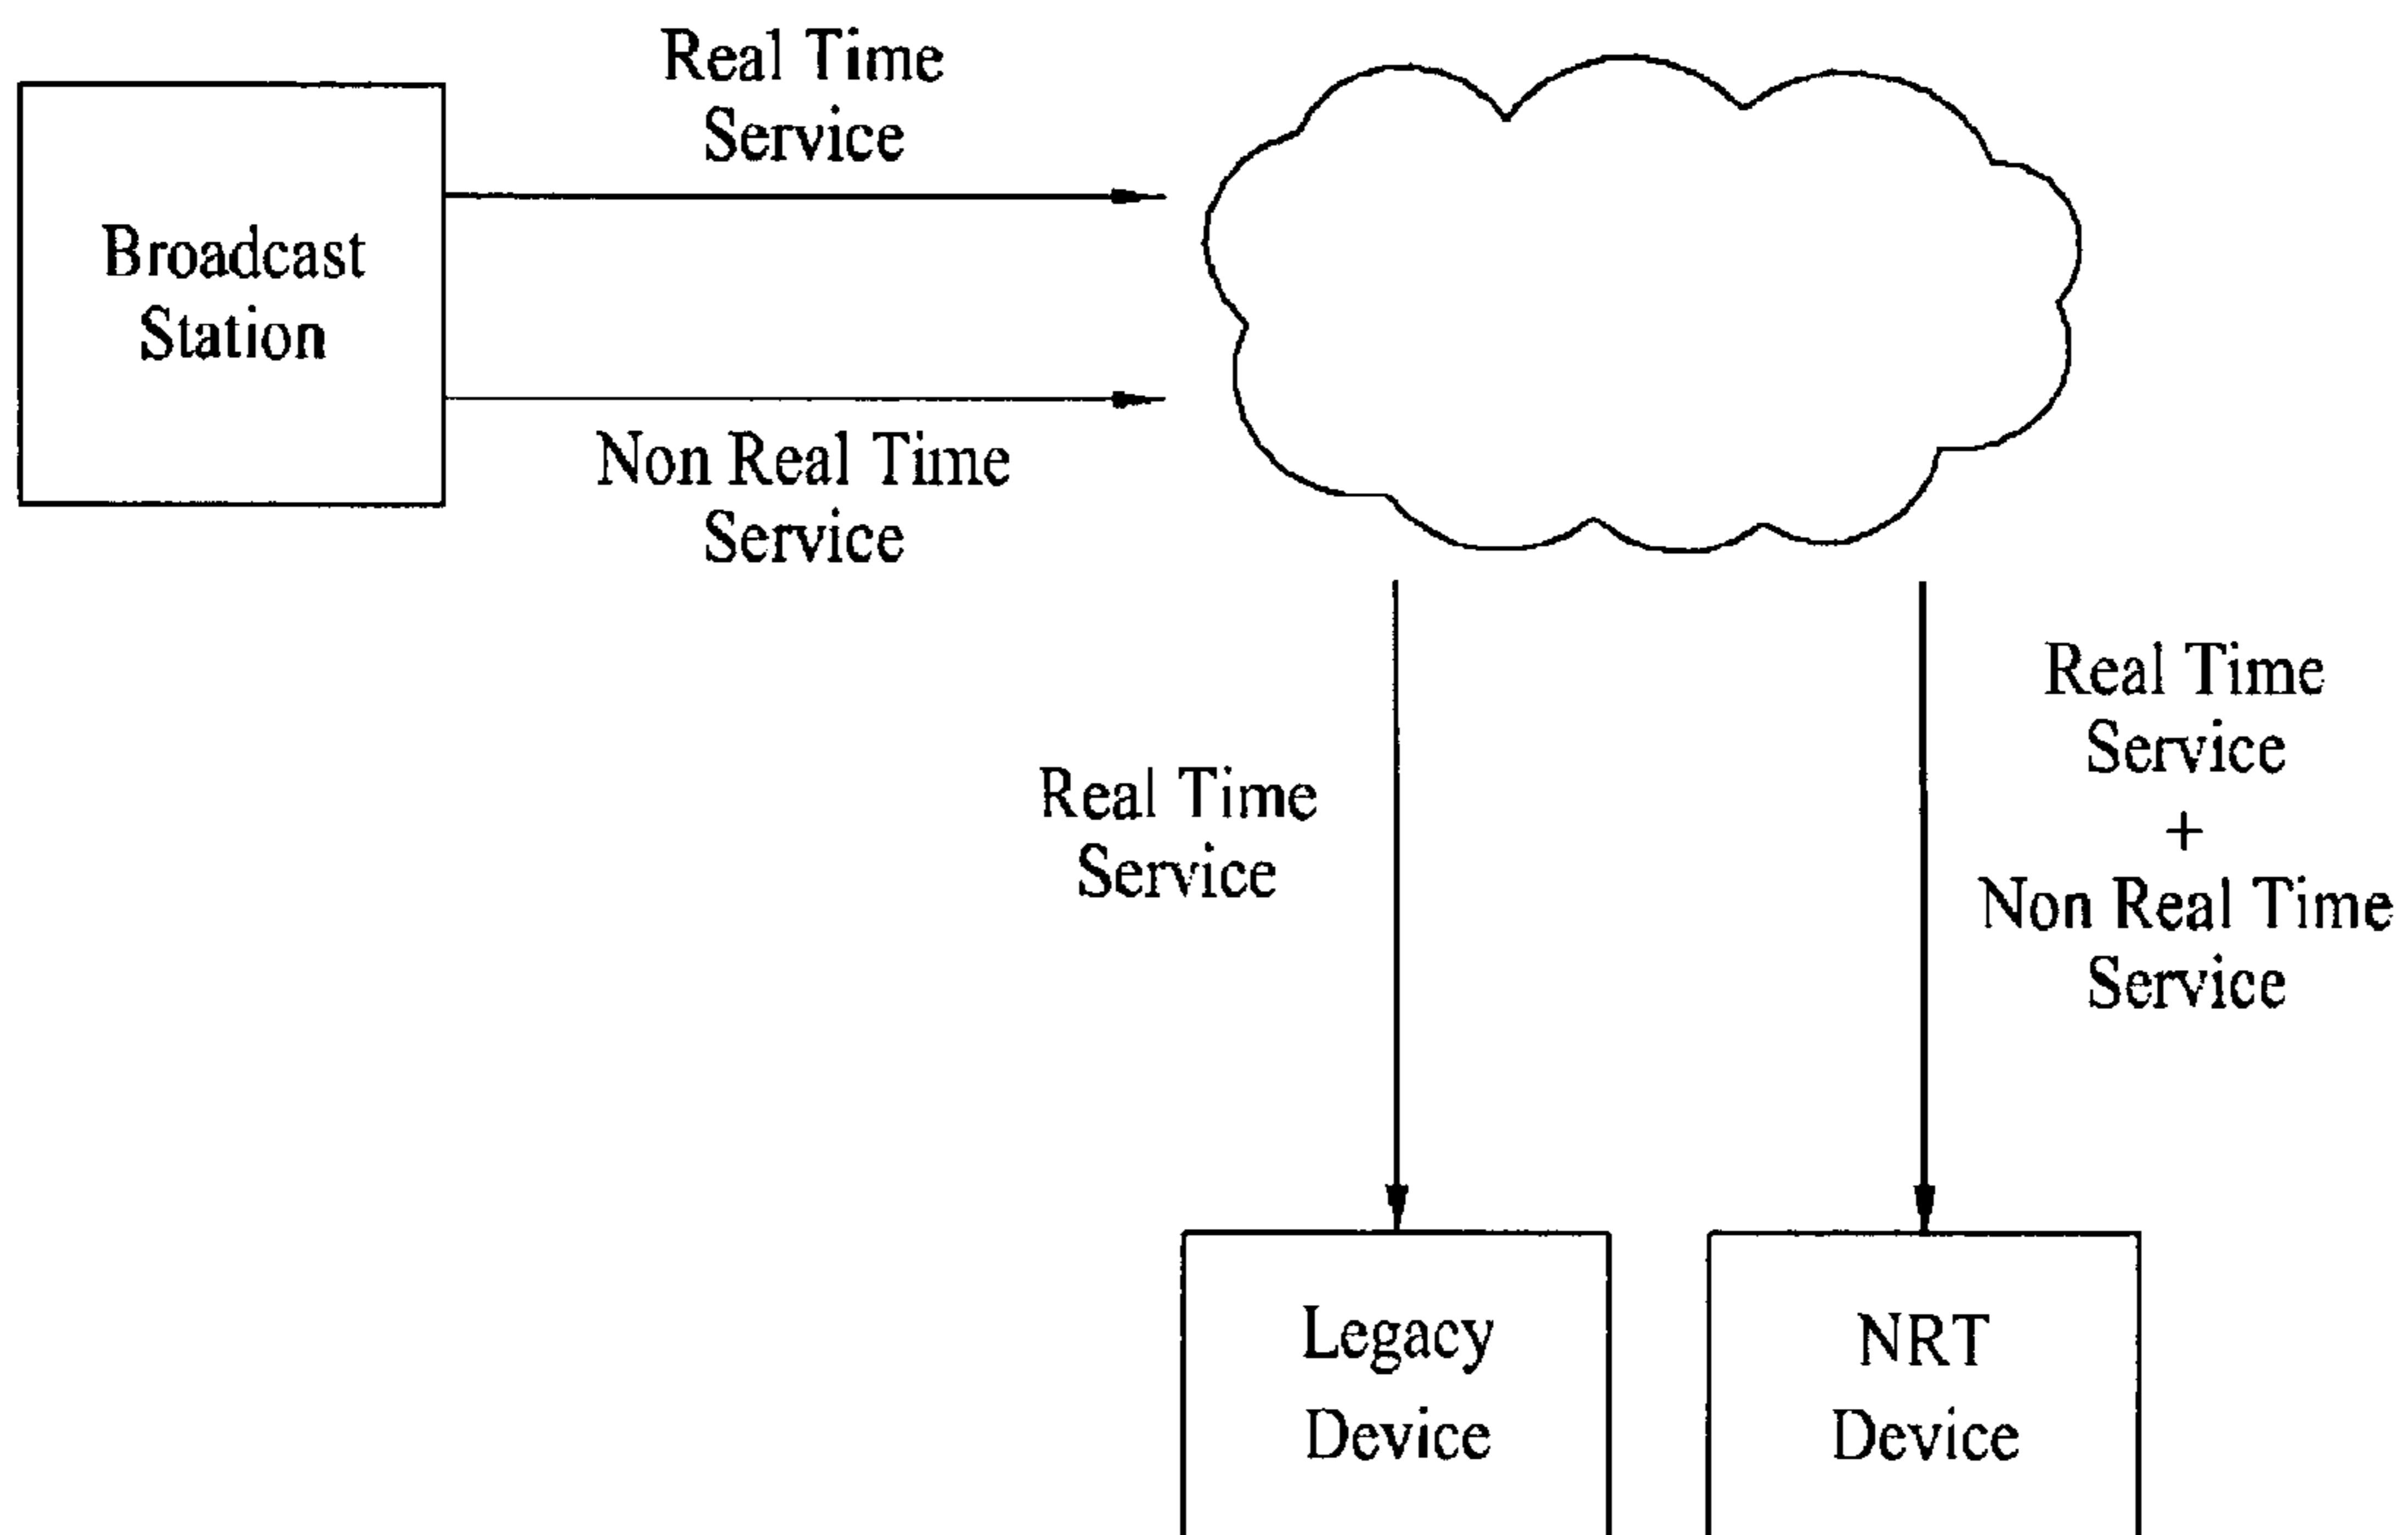 Real Time
Service
Broadcast
Station
Non Real Time
Service
Real Time
Service
Real Time
Service
+
Non Real Time
Service
Legacy
Device
NRT
Device